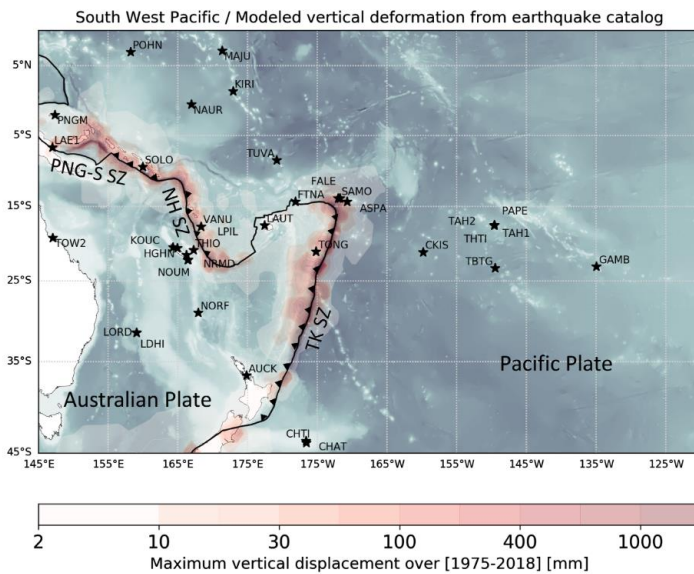 South West Pacific / Modeled vertical deformation from earthquake catalog
POHN
MAJU
5°N
KIRI
NAUR
PNGM
5°S
LAE1
SOLO
TUVA
PNG-S SZ
FALE
SAMO
FTNA
ASPA
15°S
NH SZ
VANU
LPIL
LAUT
TAH2
PAPE
TOW2
KOUC
THIO
TONG
CKIS
THTI
TAH1
HGHN
NOUM
NRMD
TBTG
GAMB
25°S
NORF
TK SZ
LORD
LDHI
35°S
AUCK
Pacific Plate
Australian Plate
CHTI
CHAT
45°S
145°E 155°E 165°E 175°E 175°W 165°W 155°W 145°W 135°W 125°W
2 10 30 100 400 1000
Maximum vertical displacement over [1975-2018] [mm]